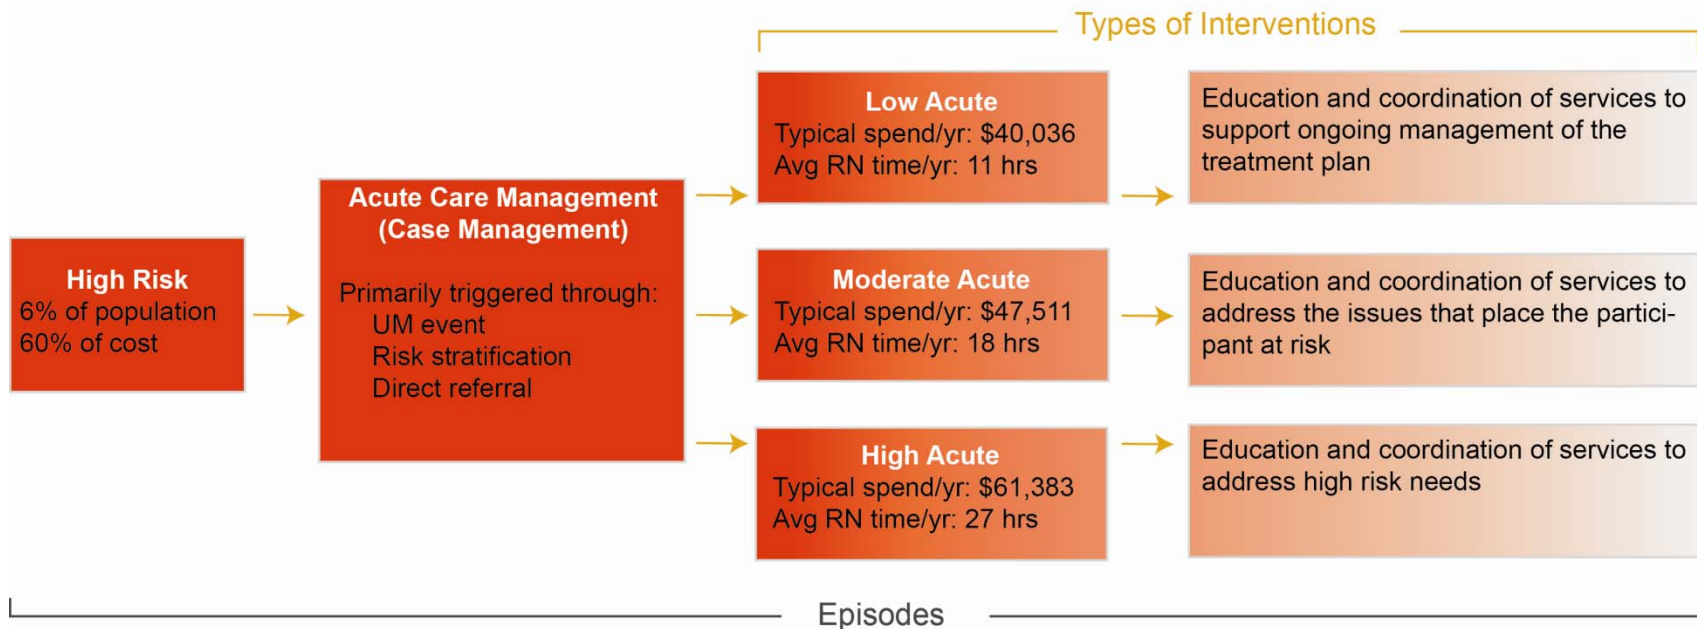 Types of Interventions
High Risk
6% of population
60% of cost
Acute Care Management
(Case Management)
Primarily triggered through:
UM event
Risk stratification
Direct referral
Low Acute
Typical spend/yr: $40,036
Avg RN time/yr: 11 hrs
Education and coordination of services to
support ongoing management of the
treatment plan
Moderate Acute
Typical spend/yr: $47,511
Avg RN time/yr: 18 hrs
Education and coordination of services to
address the issues that place the partici-
pant at risk
High Acute
Typical spend/yr: $61,383
Avg RN time/yr: 27 hrs
Education and coordination of services to
address high risk needs
Episodes